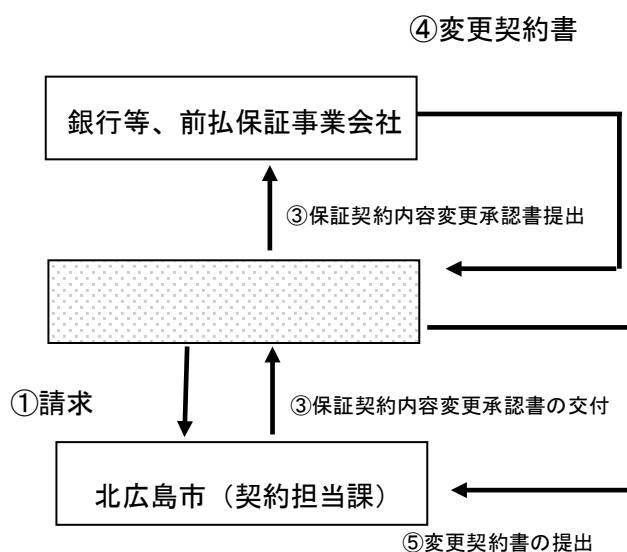 ④変更契約書
銀行等、前払保証事業会社
③保証契約内容変更承認書提出
①請求
③保証契約内容変更承認書の交付
北広島市（契約担当課）
⑤変更契約書の提出